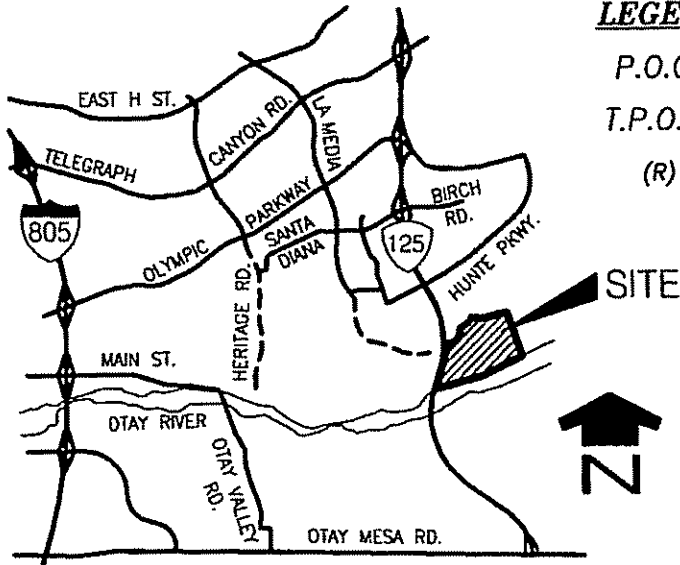 LEGE
P.O.
T.P.O.
(R)
EAST H ST.
CANYON RD.
LA MEDIA
TELEGRAPH
PARKWAY
BIRCH
RD.
SANTA
DIANA
OLYMPIC
805
125
HUNTE PKWY.
SITE
HERITAGE RD.
MAIN ST.
OTAY RIVER
OTAY VALLEY
RD.
OTAY MESA RD.
N